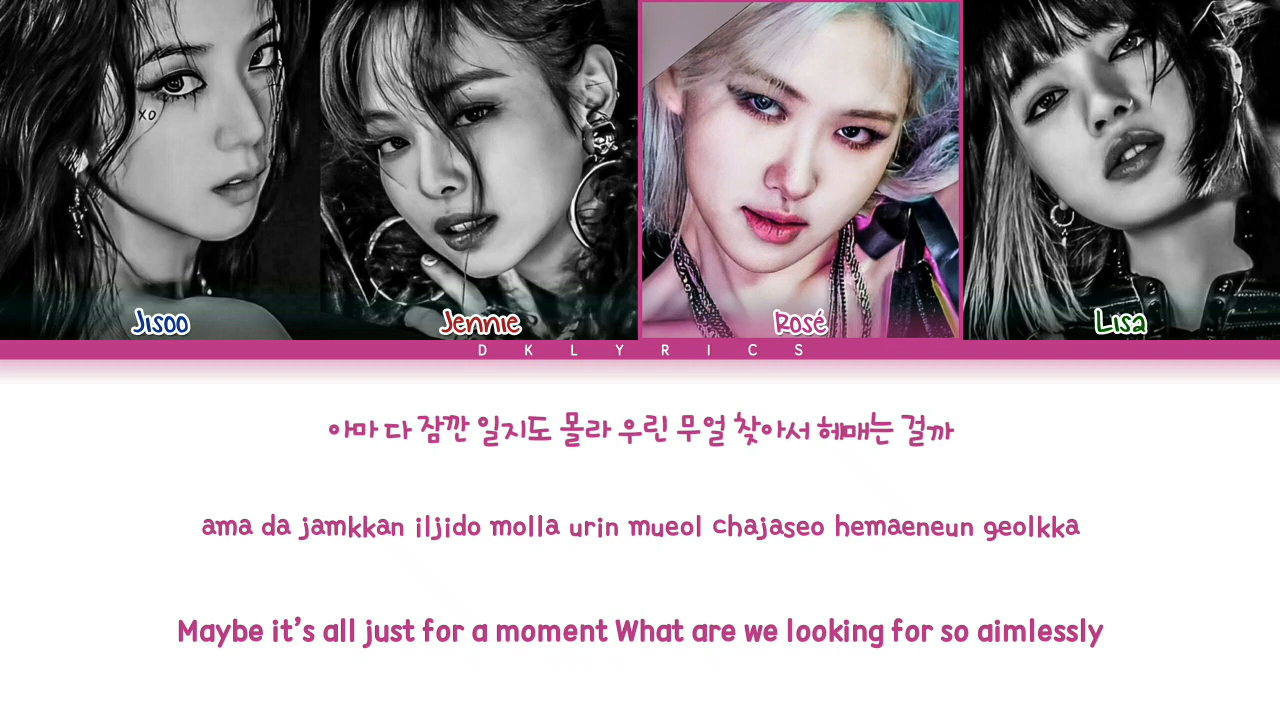 XO
Jisoo
Jennie
Rosé
Lisa
DKLYRICS
아마 다 잠깐 일지도 몰라 우린 무얼 찾아서 헤매는 걸까
ama da jamkkan iljido molla urin mueol chajaseo hemaeneun geolkka
Maybe it’s all just for a moment What are we looking for so aimlessly